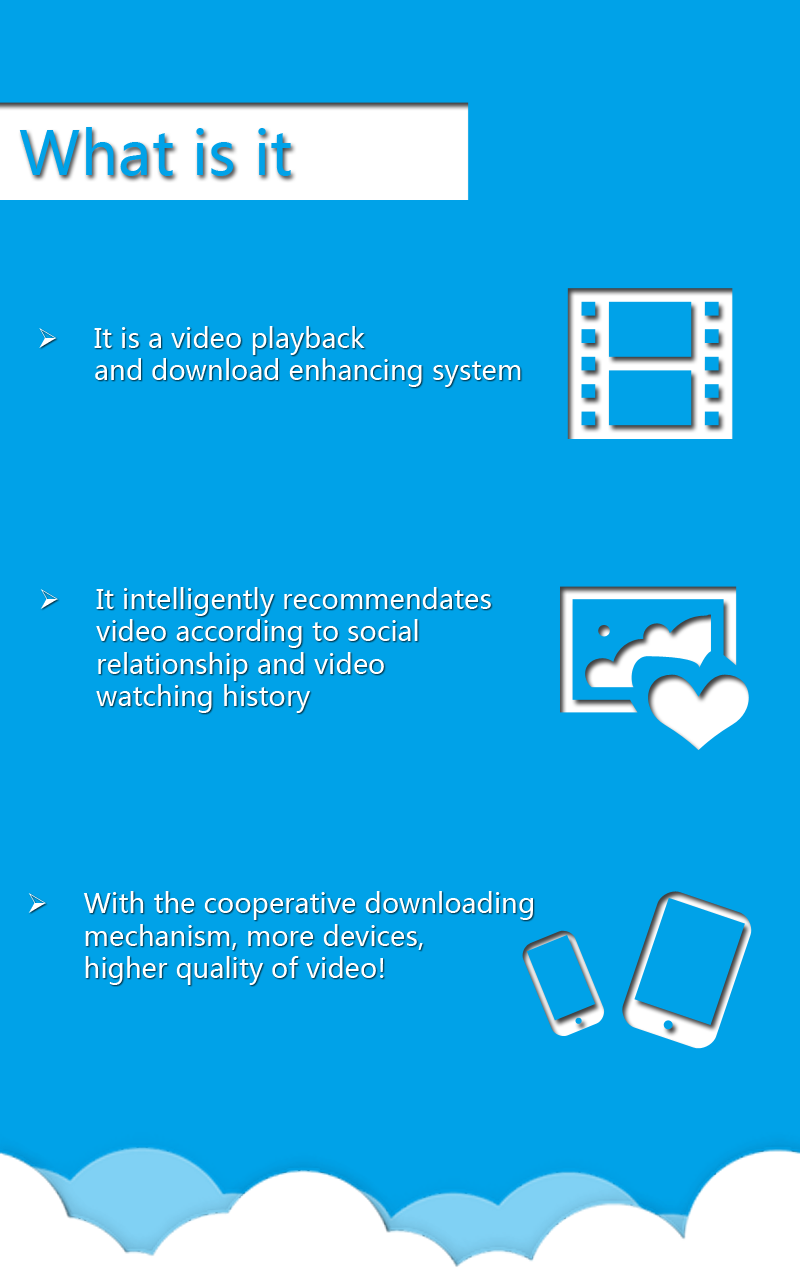 What is it
It is a video playback
and download enhancing system
It intelligently recommendates
video according to social
relationship and video
watching history
With the cooperative downloading
mechanism, more devices,
higher quality of video!